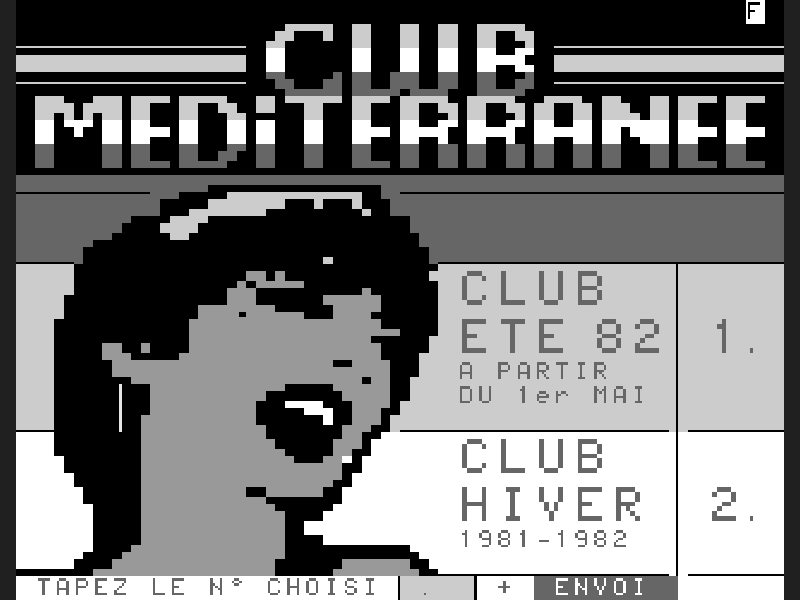 F
CLUB
MEDiTERRANEE
CLUB
ETE 82 1.
A PARTIR
DU 1er MAI
CLUB
HIVER 2.
1981-1982
TAPEZ LE N° CHOISI . + ENVOI